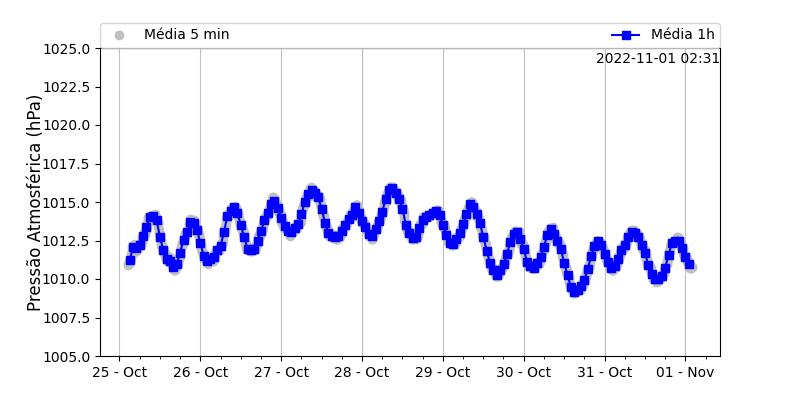 Média 5 min
Média 1h
2022-11-01 02:31
Pressão Atmosférica (hPa)
1025.0
1022.5
1020.0
1017.5
1015.0
1012.5
1010.0
1007.5
1005.0
25 - Oct
26 - Oct
27 - Oct
28 - Oct
29 - Oct
30 - Oct
31 - Oct
01 - Nov